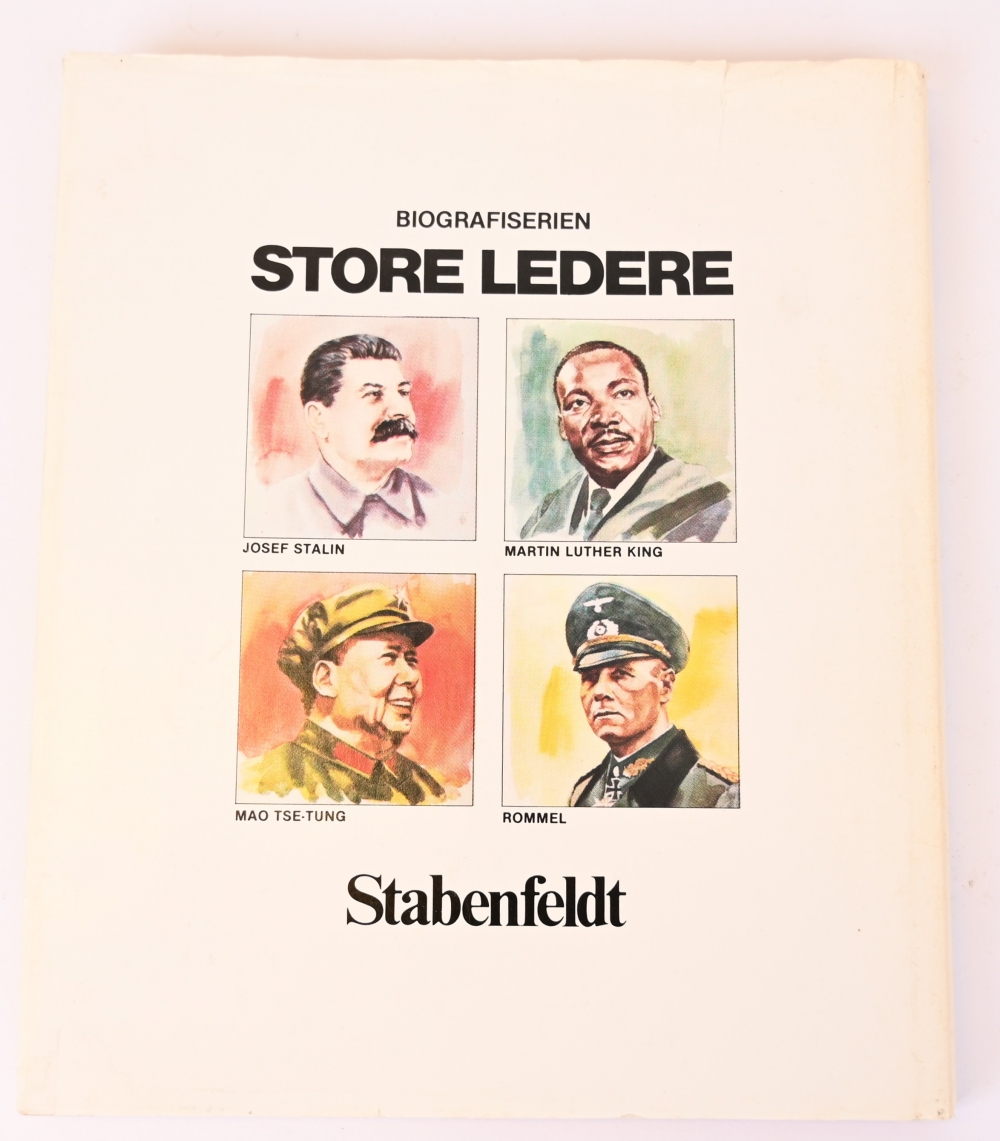 BIOGRAFISERIEN
STORE LEDERE
JOSEF STALIN
MARTIN LUTHER KING
MAO TSE-TUNG
ROMMEL
Stabenfeldt